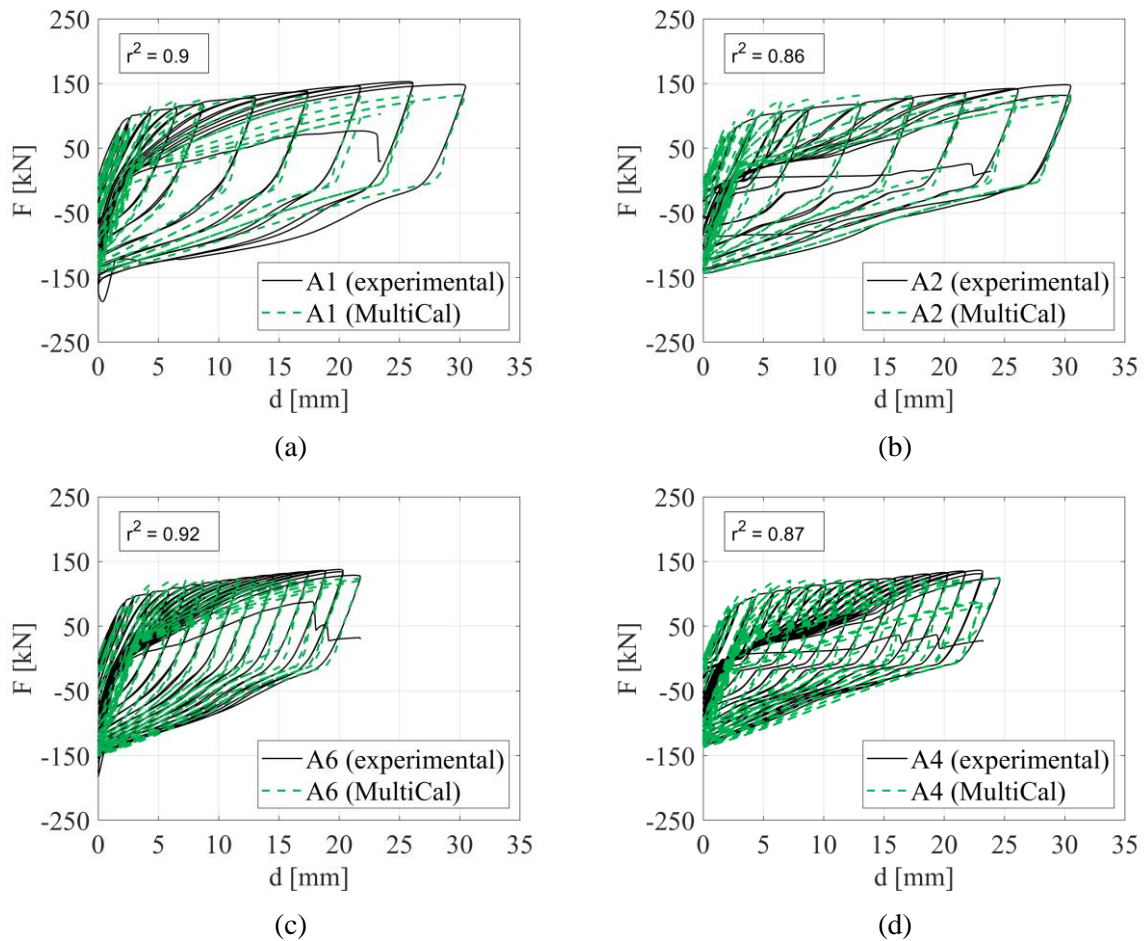 250
150
50
-50
-150
-250
F [kN]
r² = 0.9
A1 (experimental)
A1 (MultiCal)
0 5 10 15 20 25 30 35
d [mm]
(a)
250
150
50
-50
-150
-250
F [kN]
r² = 0.86
A2 (experimental)
A2 (MultiCal)
0 5 10 15 20 25 30 35
d [mm]
(b)
250
150
50
-50
-150
-250
F [kN]
r² = 0.92
A6 (experimental)
A6 (MultiCal)
0 5 10 15 20 25 30 35
d [mm]
(c)
250
150
50
-50
-150
-250
F [kN]
r² = 0.87
A4 (experimental)
A4 (MultiCal)
0 5 10 15 20 25 30 35
d [mm]
(d)